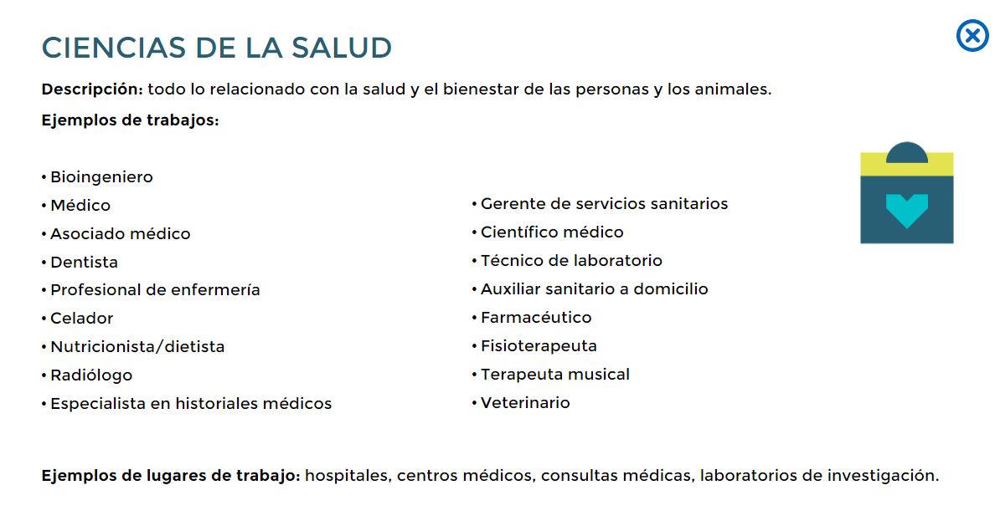 CIENCIAS DE LA SALUD
Descripción: todo lo relacionado con la salud y el bienestar de las personas y los animales.
Ejemplos de trabajos:
• Bioingeniero
• Médico
• Asociado médico
• Dentista
• Profesional de enfermería
• Celador
• Nutricionista/dietista
• Radiólogo
• Especialista en historiales médicos
• Gerente de servicios sanitarios
• Científico médico
• Técnico de laboratorio
• Auxiliar sanitario a domicilio
• Farmacéutico
• Fisioterapeuta
• Terapeuta musical
• Veterinario
Ejemplos de lugares de trabajo: hospitales, centros médicos, consultas médicas, laboratorios de investigación.